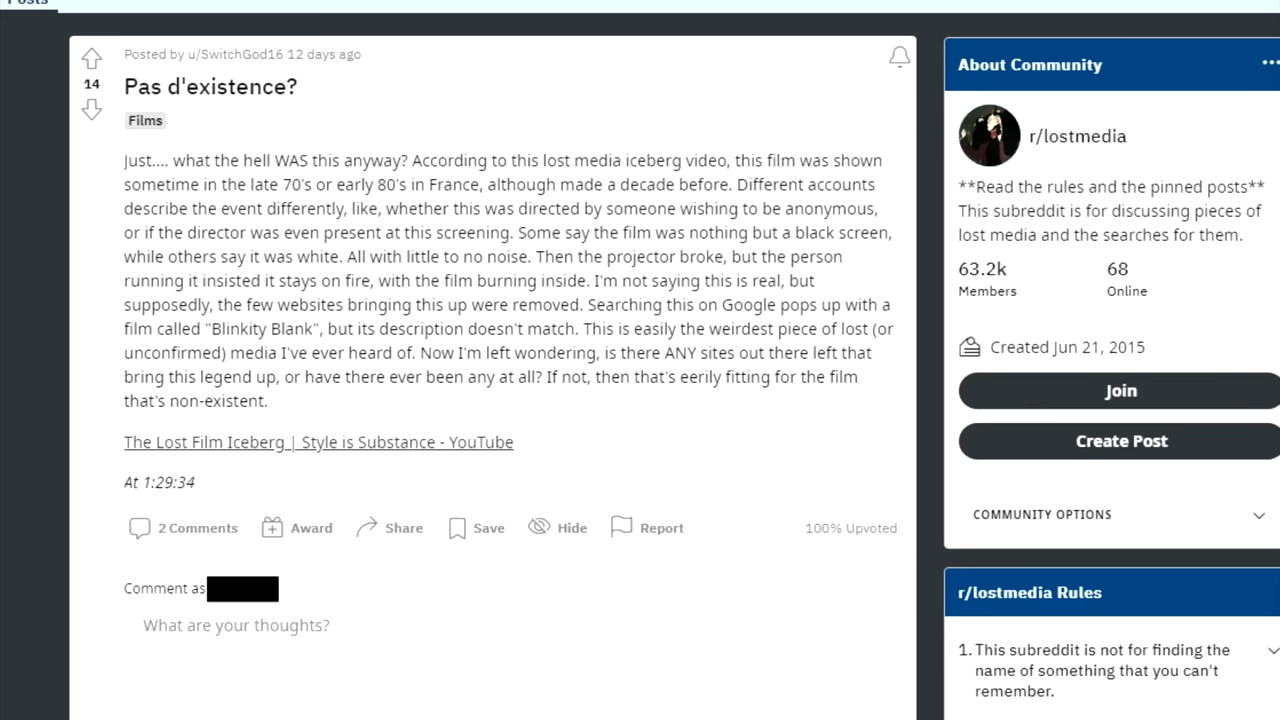 Posts
Posted by u/SwitchGod16 12 days ago
14
Pas d'existence?
Films
Just.... what the hell WAS this anyway? According to this lost media iceberg video, this film was shown
sometime in the late 70's or early 80's in France, although made a decade before. Different accounts
describe the event differently, like, whether this was directed by someone wishing to be anonymous,
or if the director was even present at this screening. Some say the film was nothing but a black screen,
while others say it was white. All with little to no noise. Then the projector broke, but the person
running it insisted it stays on fire, with the film burning inside. I'm not saying this is real, but
supposedly, the few websites bringing this up were removed. Searching this on Google pops up with a
film called "Blinkity Blank", but its description doesn't match. This is easily the weirdest piece of lost (or
unconfirmed) media I've ever heard of. Now I'm left wondering, is there ANY sites out there left that
bring this legend up, or have there ever been any at all? If not, then that's eerily fitting for the film
that's non-existent.
The Lost Film Iceberg | Style is Substance - YouTube
At 1:29:34
2 Comments Award Share Save Hide Report 100% Upvoted
Comment as
What are your thoughts?
About Community
r/lostmedia
**Read the rules and the pinned posts**
This subreddit is for discussing pieces of
lost media and the searches for them.
63.2k 68
Members Online
Created Jun 21, 2015
Join
Create Post
COMMUNITY OPTIONS
r/lostmedia Rules
1. This subreddit is not for finding the
name of something that you can't
remember.